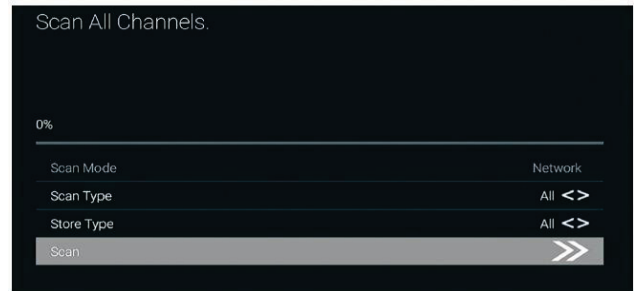 Scan All Channels.
0%
Scan Mode Network
Scan Type All <>
Store Type All <>
Scan